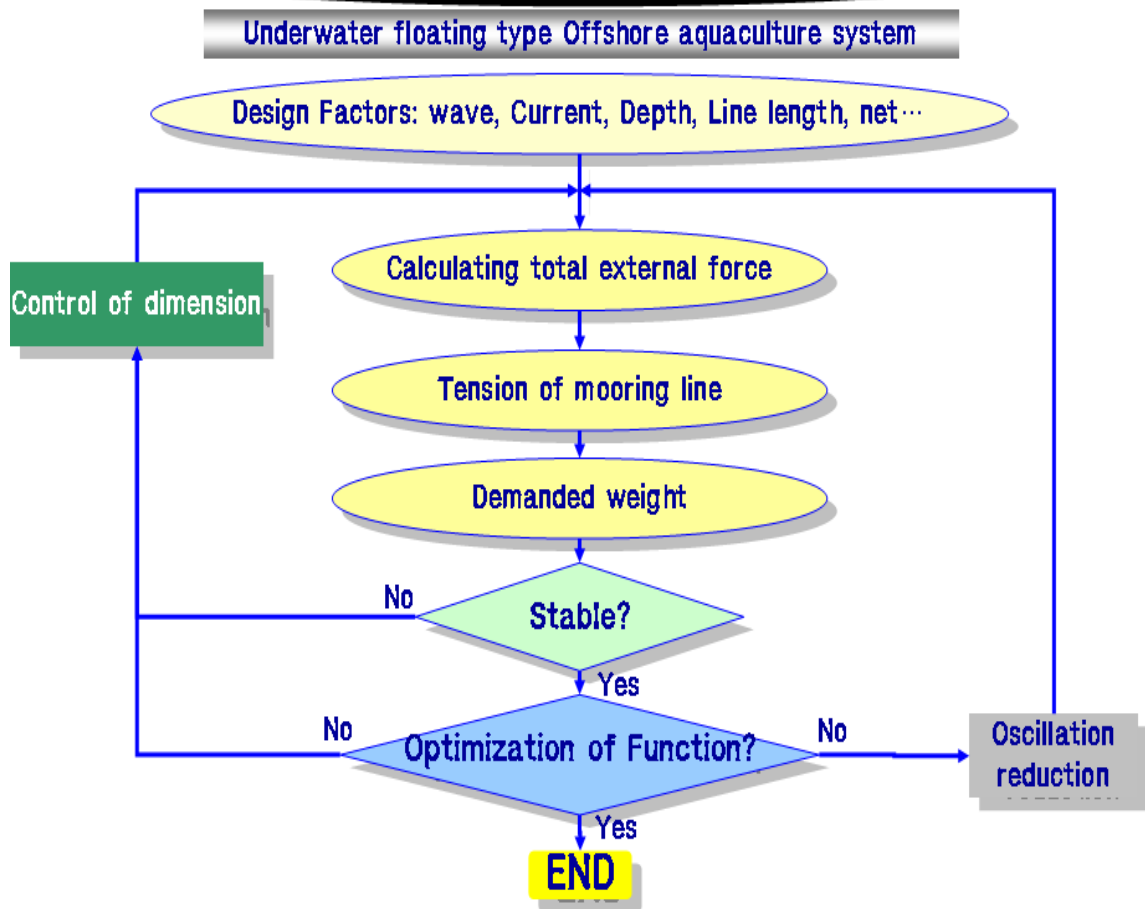 Underwater floating type Offshore aquaculture system
Design Factors: wave, Current, Depth, Line length, net…
Calculating total external force
Control of dimension
Tension of mooring line
Demanded weight
No
Stable?
Yes
No
Optimization of Function?
No
Oscillation
reduction
Yes
END